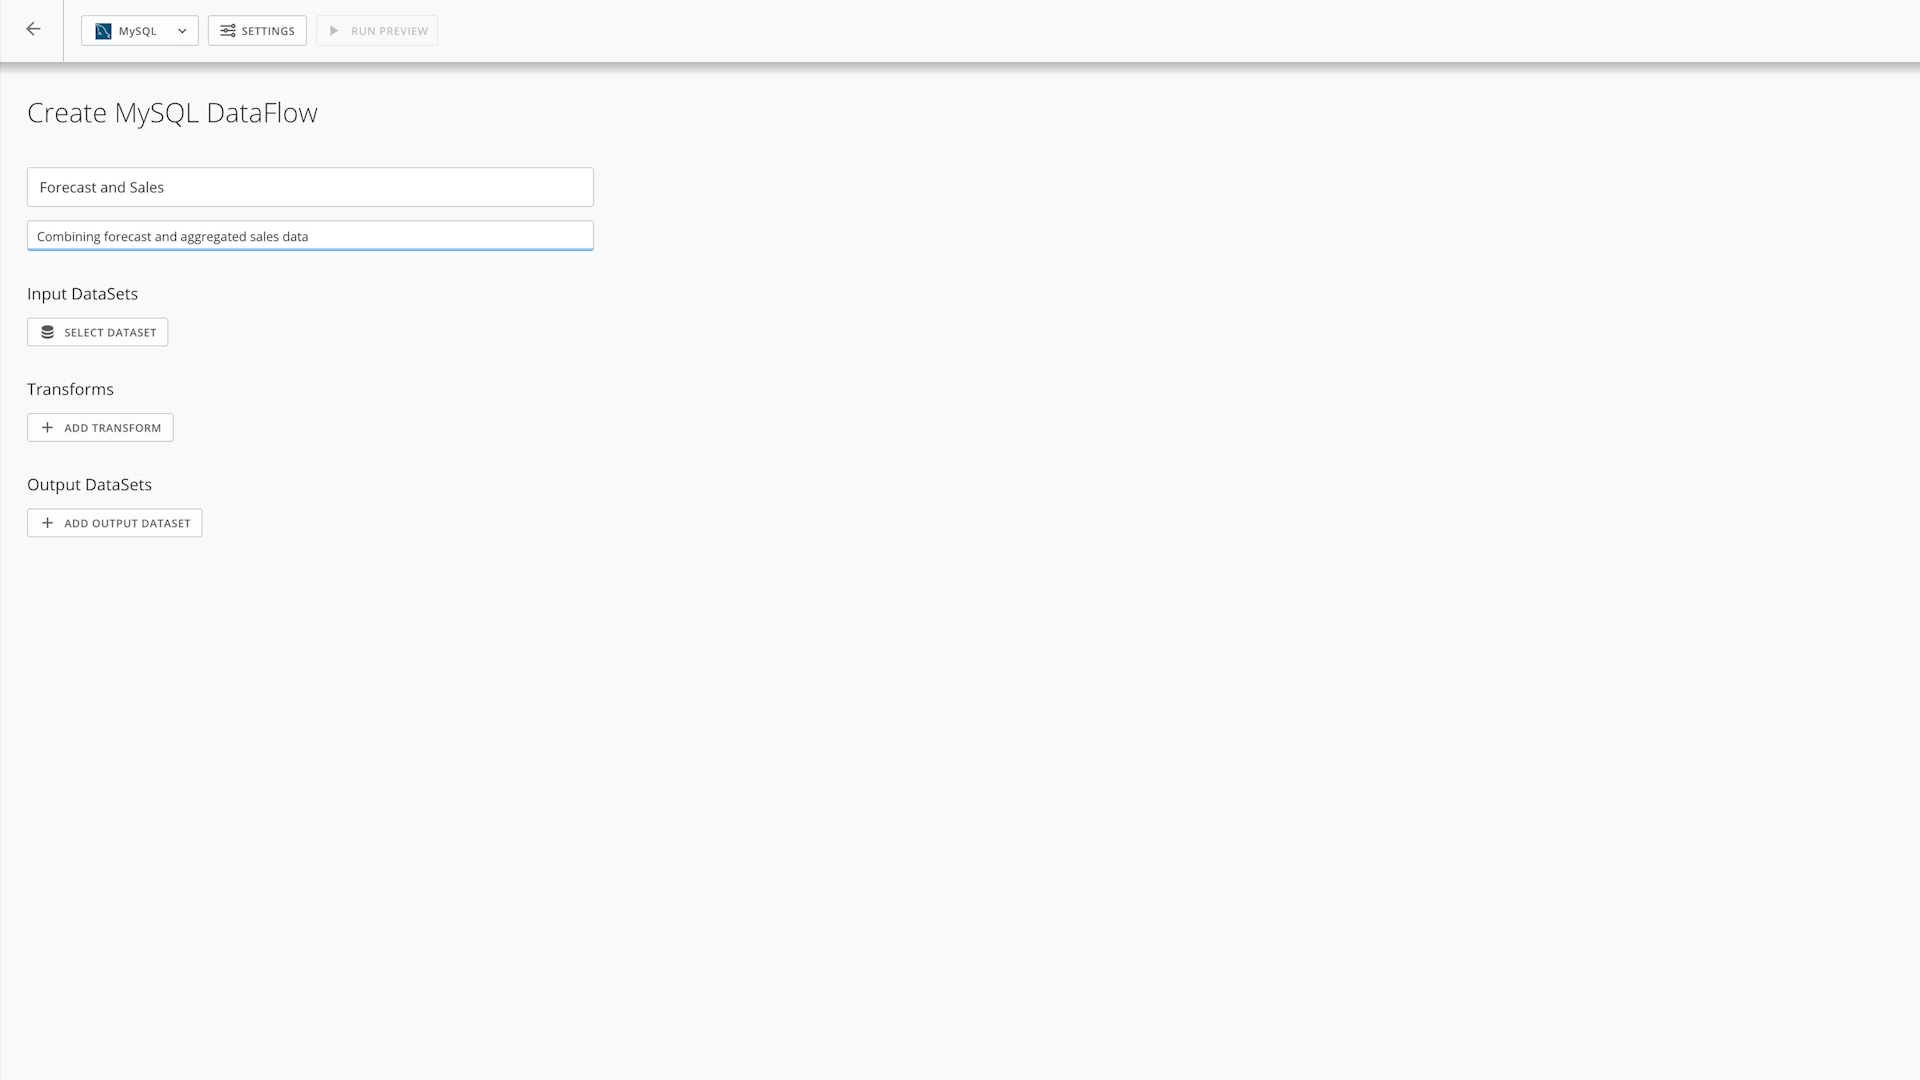 MySQL
SETTINGS
RUN PREVIEW
Create MySQL DataFlow
Forecast and Sales
Combining forecast and aggregated sales data
Input DataSets
SELECT DATASET
Transforms
ADD TRANSFORM
Output DataSets
ADD OUTPUT DATASET